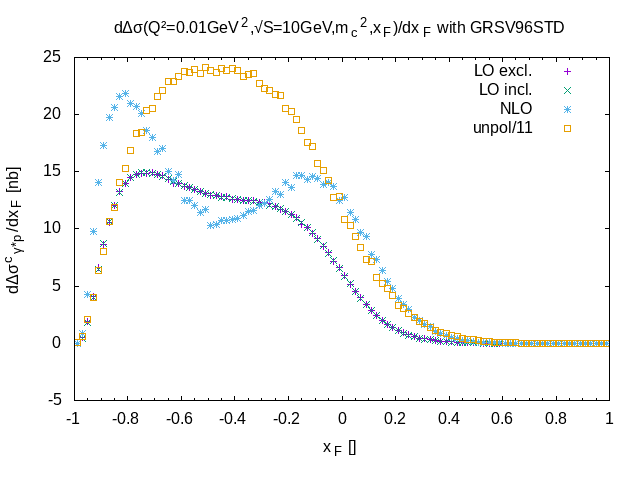 dΔσ(Q²=0.01GeV²,√S=10GeV,m_c²,x_F)/dx_F with GRSV96STD
25
20
15
10
5
0
-5
dΔσ^c_γ*p/dx_F [nb]
LO excl.
LO incl.
NLO
unpol/11
-1 -0.8 -0.6 -0.4 -0.2 0 0.2 0.4 0.6 0.8 1
x_F []